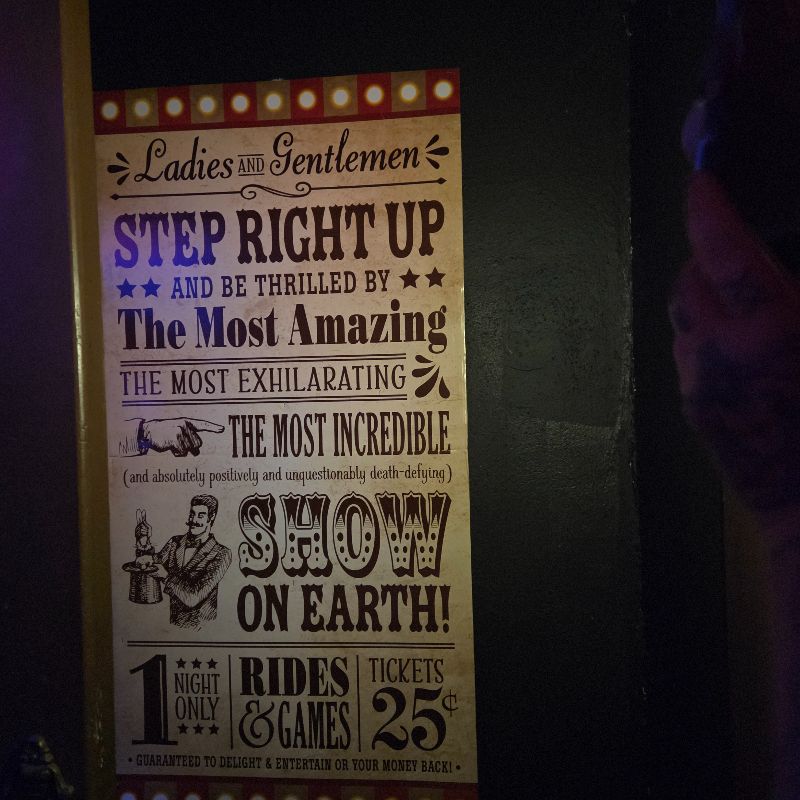 Ladies AND Gentlemen
STEP RIGHT UP
AND BE THRILLED BY
The Most Amazing
THE MOST EXHILARATING
THE MOST INCREDIBLE
(and absolutely positively and unquestionably death-defying)
SHOW
ON EARTH!
1 NIGHT ONLY
RIDES & GAMES
TICKETS 25¢
• GUARANTEED TO DELIGHT & ENTERTAIN OR YOUR MONEY BACK! •